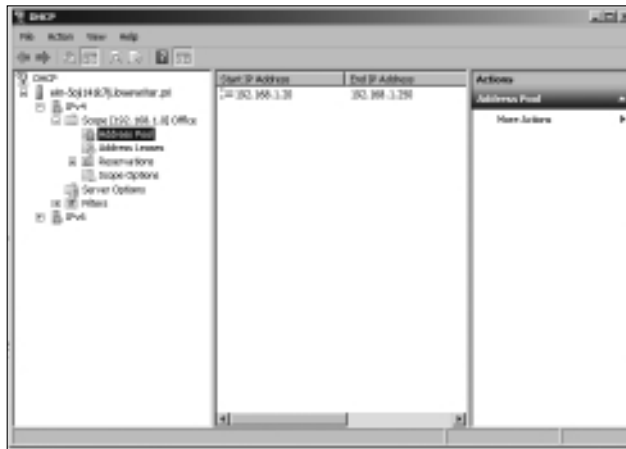 DHCP
File Action View Help
DHCP
IPv4
Scope [192.168.1.0] Office
Address Pool
Address Leases
Reservations
Scope Options
Server Options
Filters
IPv6
Start IP Address End IP Address
192.168.1.20 192.168.1.250
Actions
Address Pool
More Actions